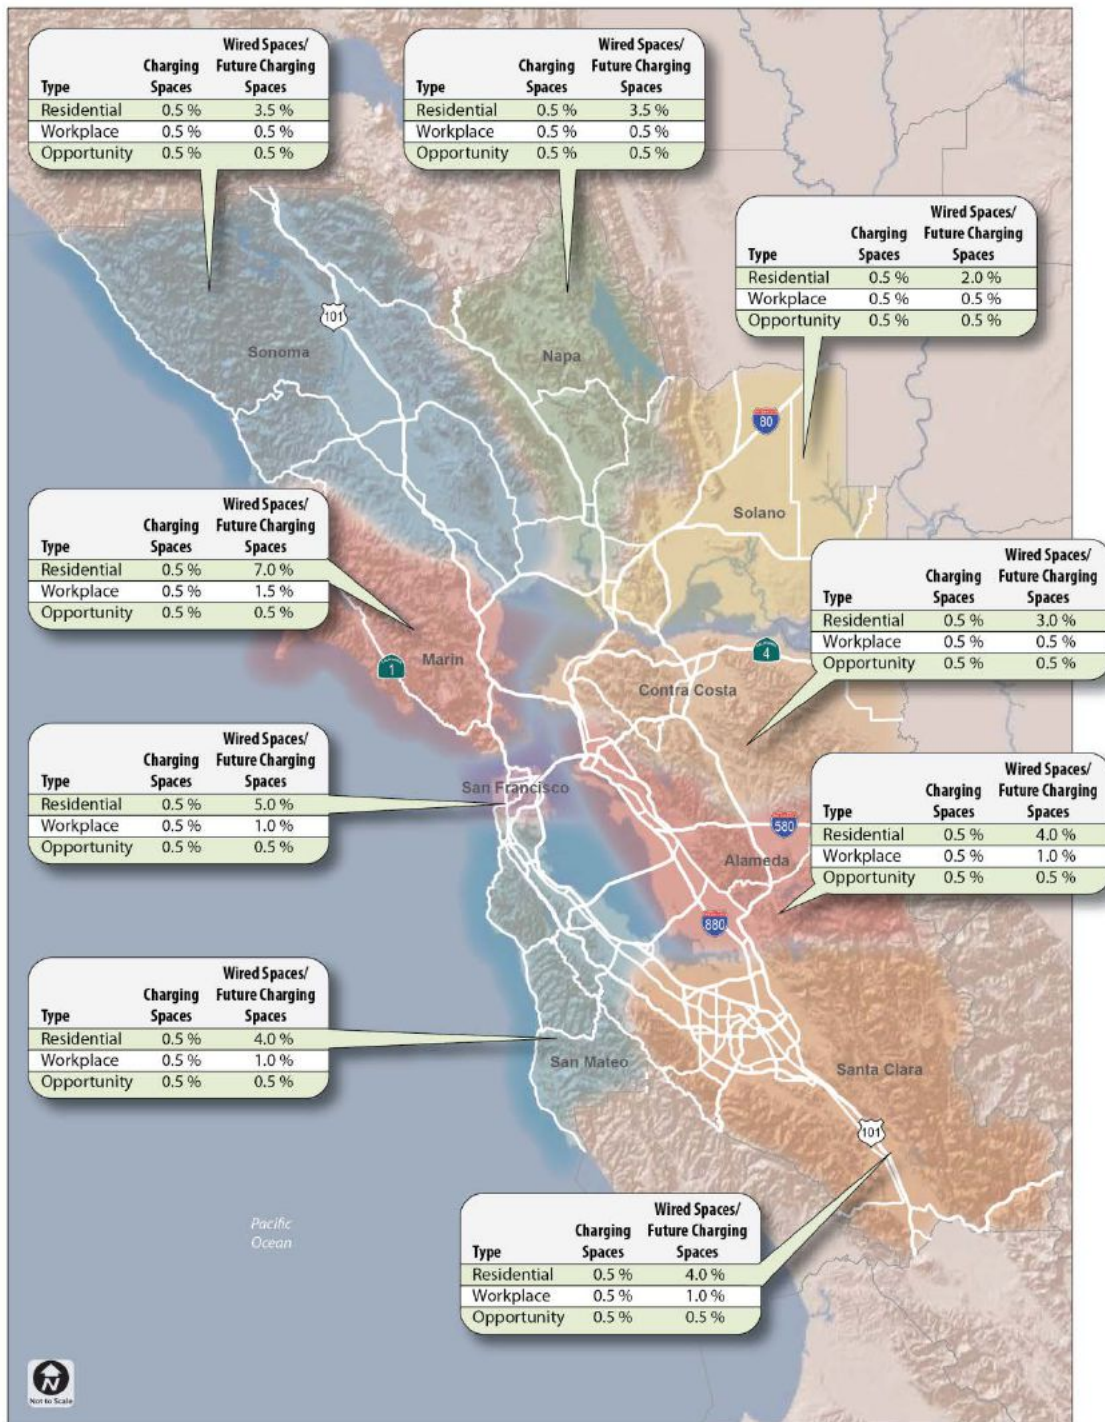 Type Charging Spaces Wired Spaces/ Future Charging Spaces
Residential 0.5 % 3.5 %
Workplace 0.5 % 0.5 %
Opportunity 0.5 % 0.5 %
Type Charging Spaces Wired Spaces/ Future Charging Spaces
Residential 0.5 % 3.5 %
Workplace 0.5 % 0.5 %
Opportunity 0.5 % 0.5 %
Type Charging Spaces Wired Spaces/ Future Charging Spaces
Residential 0.5 % 2.0 %
Workplace 0.5 % 0.5 %
Opportunity 0.5 % 0.5 %
101
Sonoma
Napa
80
Solano
Type Charging Spaces Wired Spaces/ Future Charging Spaces
Residential 0.5 % 7.0 %
Workplace 0.5 % 1.5 %
Opportunity 0.5 % 0.5 %
Type Charging Spaces Wired Spaces/ Future Charging Spaces
Residential 0.5 % 3.0 %
Workplace 0.5 % 0.5 %
Opportunity 0.5 % 0.5 %
Marin
1
4
Contra Costa
Type Charging Spaces Wired Spaces/ Future Charging Spaces
Residential 0.5 % 5.0 %
Workplace 0.5 % 1.0 %
Opportunity 0.5 % 0.5 %
San Francisco
Type Charging Spaces Wired Spaces/ Future Charging Spaces
Residential 0.5 % 4.0 %
Workplace 0.5 % 1.0 %
Opportunity 0.5 % 0.5 %
580
Alameda
880
Type Charging Spaces Wired Spaces/ Future Charging Spaces
Residential 0.5 % 4.0 %
Workplace 0.5 % 1.0 %
Opportunity 0.5 % 0.5 %
San Mateo
Santa Clara
101
Type Charging Spaces Wired Spaces/ Future Charging Spaces
Residential 0.5 % 4.0 %
Workplace 0.5 % 1.0 %
Opportunity 0.5 % 0.5 %
Pacific
Ocean
N
Not to Scale